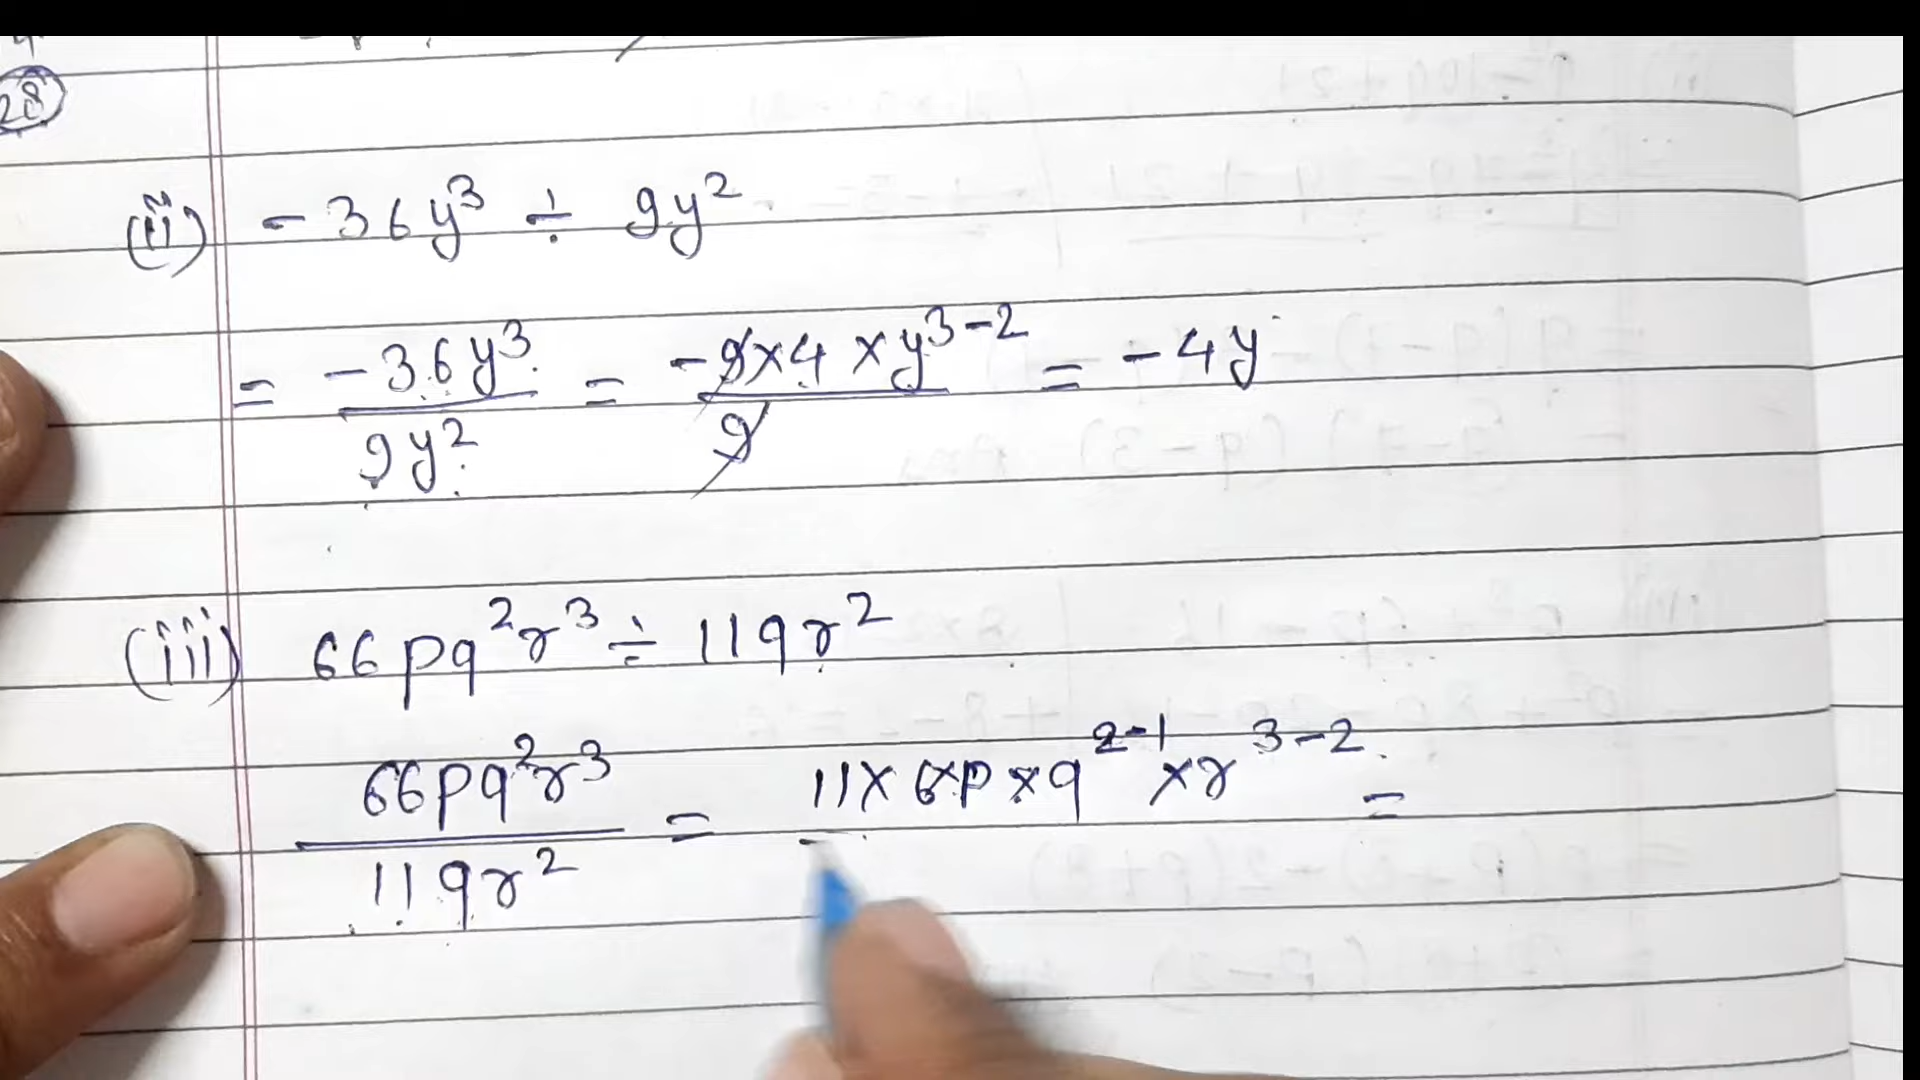 28
(ii) - 36y³ ÷ 9y²
= -36y³ / 9y² = -9×4×y³⁻² / 9 = -4y
(iii) 66pq²r³ ÷ 11qr²
66pq²r³ / 11qr² = 11×6×p×q²⁻¹×r³⁻² =